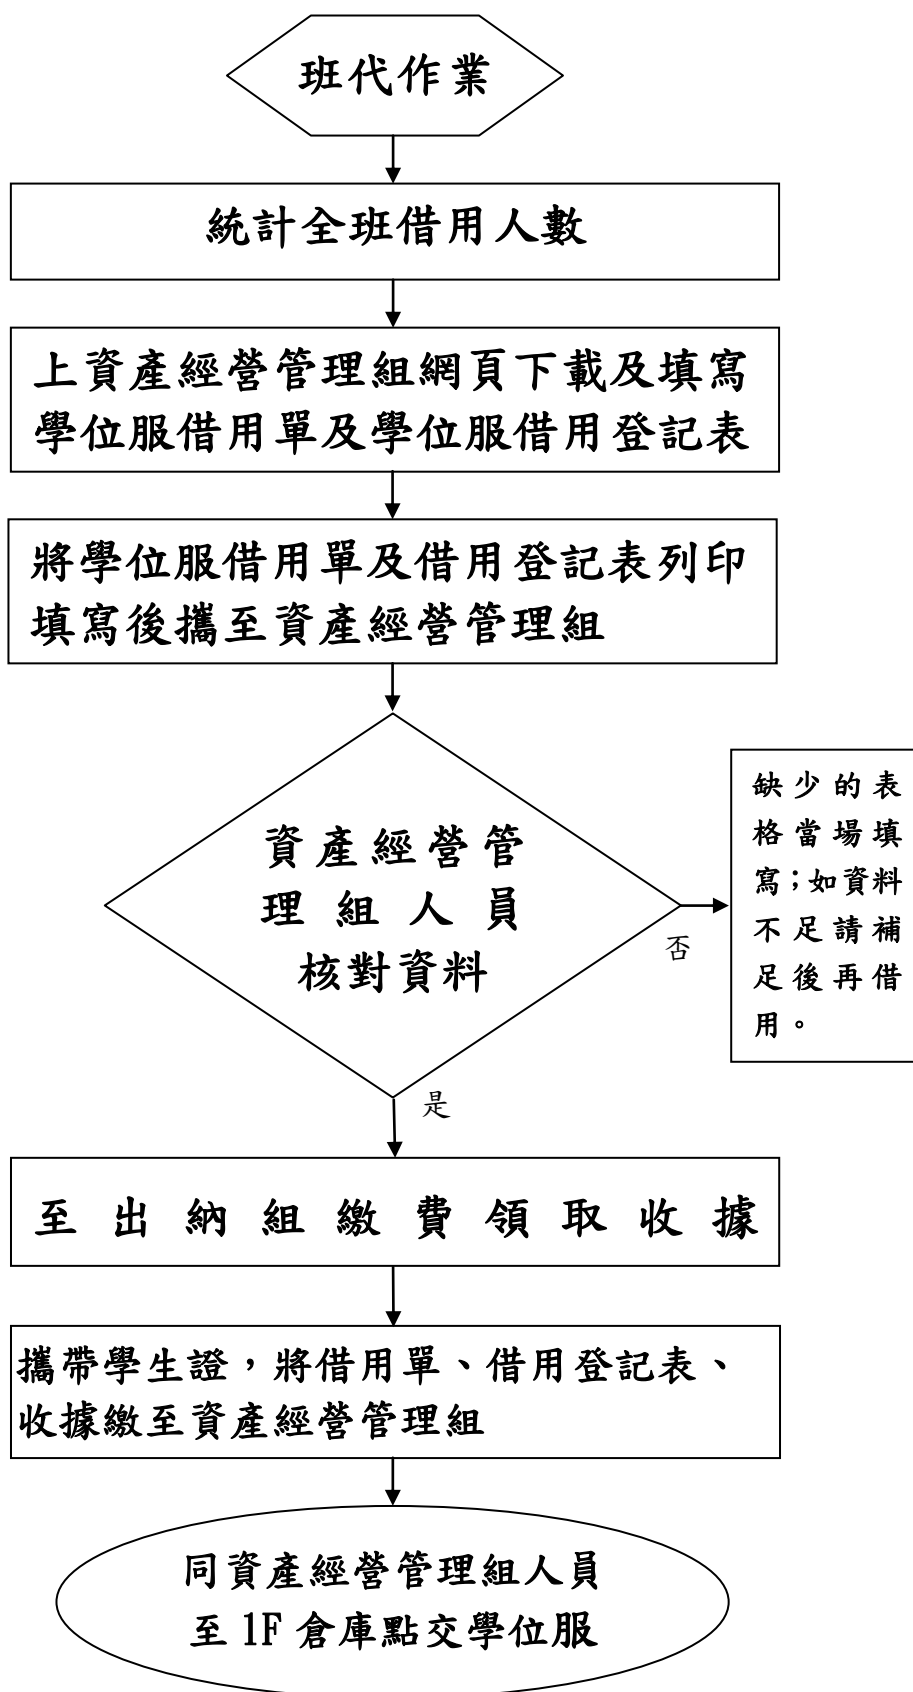 班代作業
統計全班借用人數
上資產經營管理組網頁下載及填寫
學位服借用單及學位服借用登記表
將學位服借用單及借用登記表列印
填寫後攜至資產經營管理組
資產經營管
理組人員
核對資料
否
缺少的表
格當場填
寫;如資料
不足請補
足後再借
用。
是
至出納組繳費領取收據
攜帶學生證,將借用單、借用登記表、
收據繳至資產經營管理組
同資產經營管理組人員
至1F倉庫點交學位服